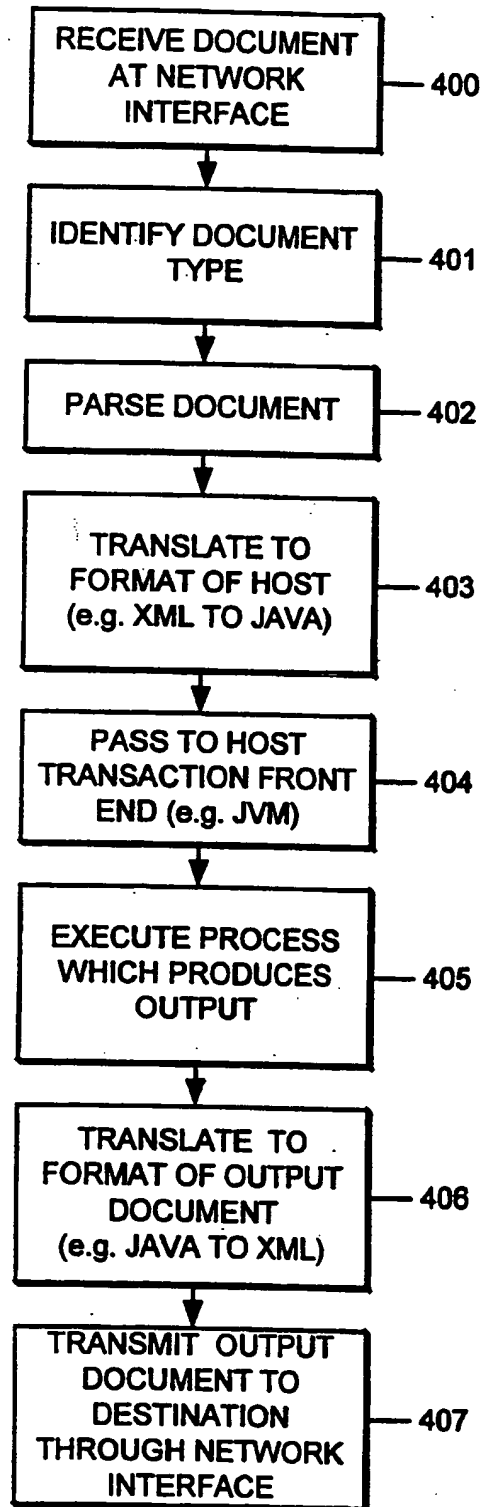 RECEIVE DOCUMENT
AT NETWORK
INTERFACE
400
IDENTIFY DOCUMENT
TYPE
401
PARSE DOCUMENT
402
TRANSLATE TO
FORMAT OF HOST
(e.g. XML TO JAVA)
403
PASS TO HOST
TRANSACTION FRONT
END (e.g. JVM)
404
EXECUTE PROCESS
WHICH PRODUCES
OUTPUT
405
TRANSLATE TO
FORMAT OF OUTPUT
DOCUMENT
(e.g. JAVA TO XML)
406
TRANSMIT OUTPUT
DOCUMENT TO
DESTINATION
THROUGH NETWORK
INTERFACE
407